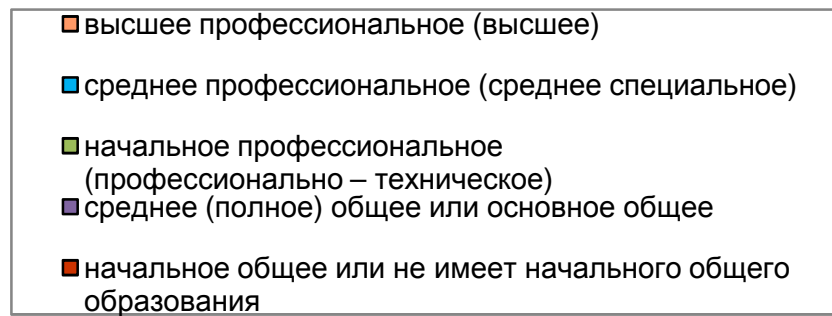 высшее профессиональное (высшее)
среднее профессиональное (среднее специальное)
начальное профессиональное
(профессионально – техническое)
среднее (полное) общее или основное общее
начальное общее или не имеет начального общего
образования